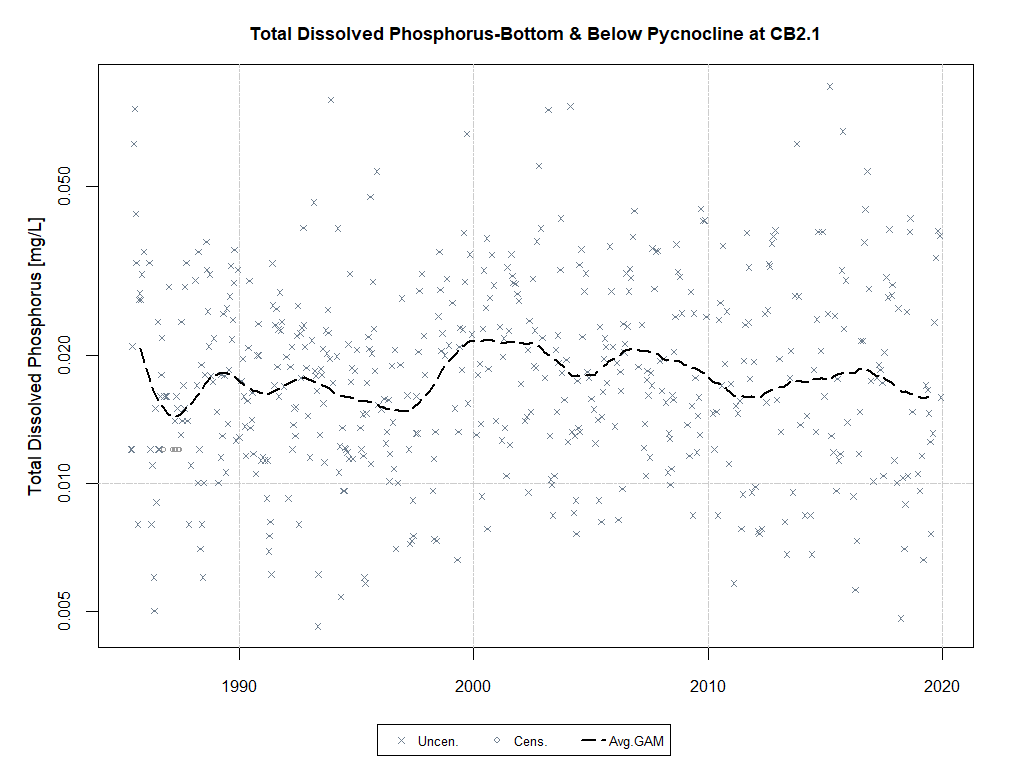 Total Dissolved Phosphorus-Bottom & Below Pycnocline at CB2.1
Total Dissolved Phosphorus [mg/L]
0.050
0.020
0.010
0.005
1990 2000 2010 2020
Uncen. Cens. Avg.GAM